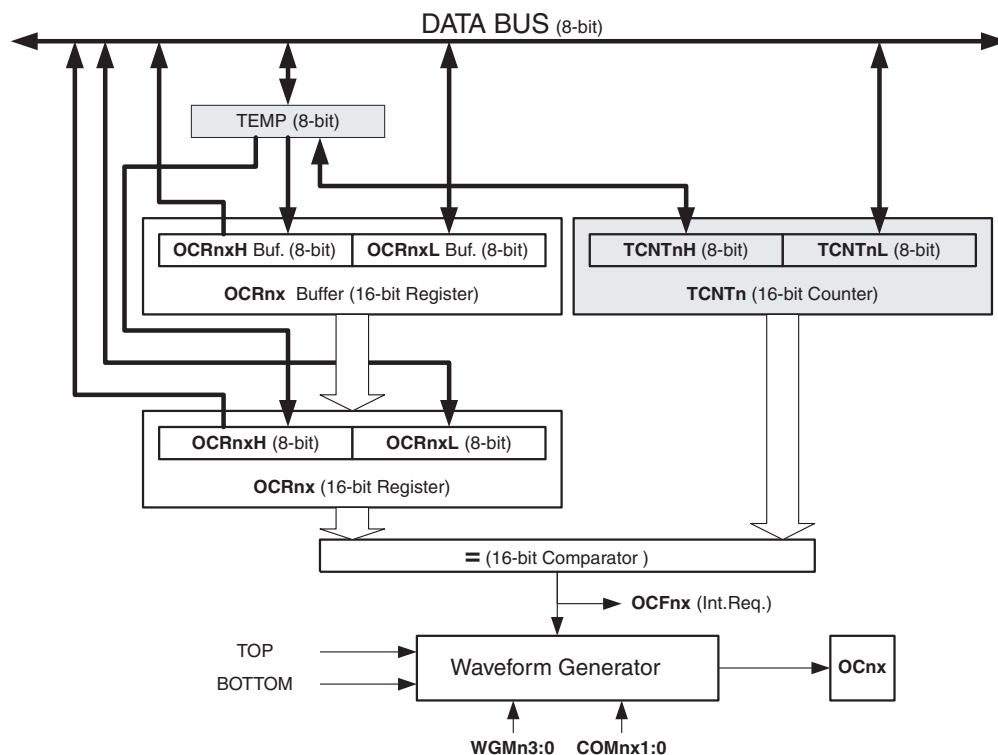 DATA BUS (8-bit)
TEMP (8-bit)
OCRnxH Buf. (8-bit) OCRnxL Buf. (8-bit)
OCRnx Buffer (16-bit Register)
TCNTnH (8-bit) TCNTnL (8-bit)
TCNTn (16-bit Counter)
OCRnxH (8-bit) OCRnxL (8-bit)
OCRnx (16-bit Register)
= (16-bit Comparator )
OCFnx (Int.Req.)
TOP
BOTTOM
Waveform Generator
OCnx
WGMn3:0 COMnx1:0